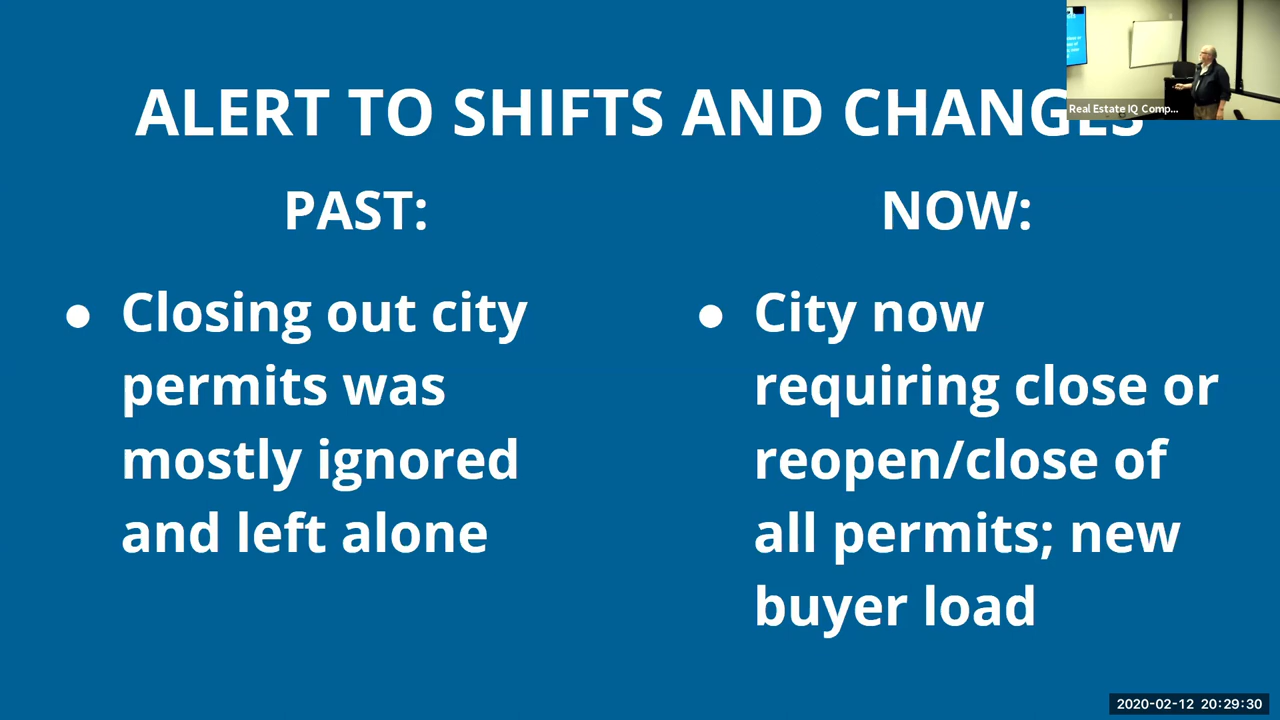 ALERT TO SHIFTS AND CHANGES
Real Estate IQ Comp...
PAST:
● Closing out city
permits was
mostly ignored
and left alone
NOW:
● City now
requiring close or
reopen/close of
all permits; new
buyer load
2020-02-12 20:29:30